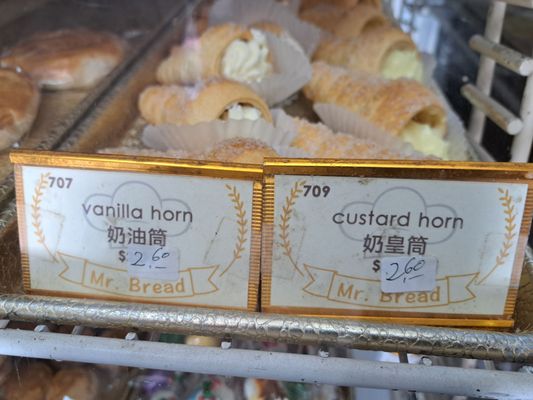 707
vanilla horn
奶油筒
$2.60
Mr. Bread
709
custard horn
奶皇筒
$2.60
Mr. Bread